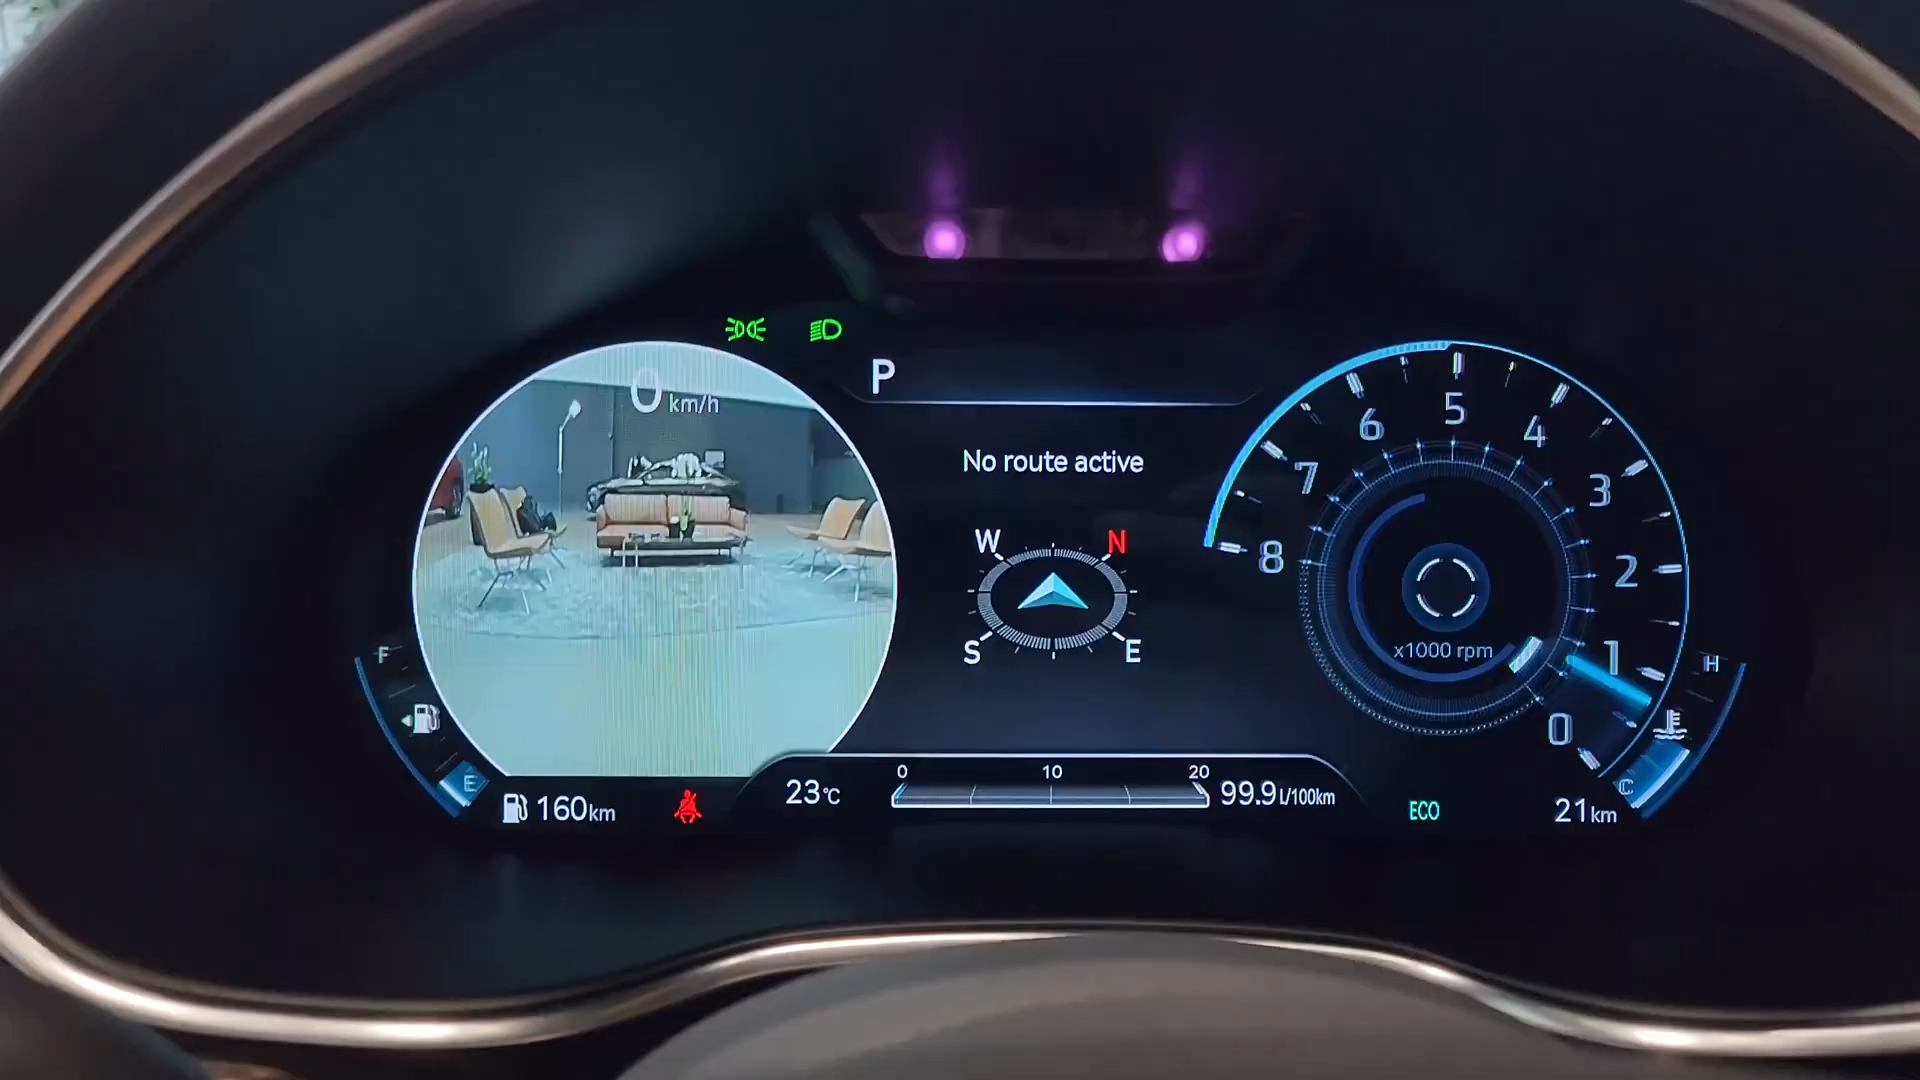 0 km/h
P
No route active
W N
S E
F
E
160km
23°C
0 10 20
99.9 L/100km
ECO
21km
8 7 6 5 4 3 2 1 0
x1000 rpm
H
C